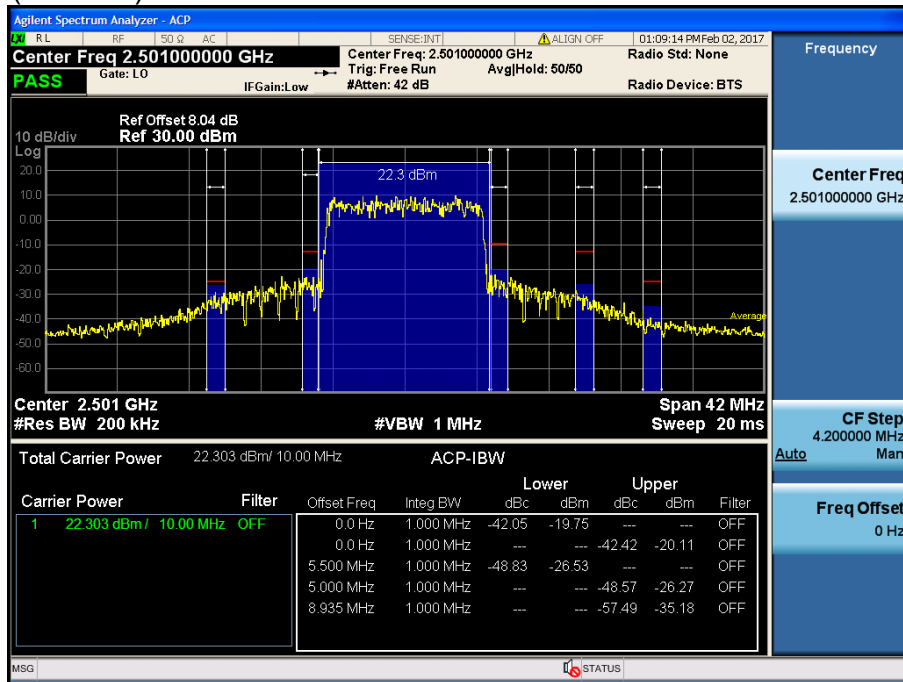 (
)
Agilent Spectrum Analyzer - ACP
LXI RL RF 50 Ω AC SENSE:INT ALIGN OFF 01:09:14 PM Feb 02, 2017
Center Freq 2.501000000 GHz Center Freq: 2.501000000 GHz Radio Std: None
Gate: LO Trig: Free Run Avg|Hold: 50/50
PASS IFGain:Low #Atten: 42 dB Radio Device: BTS
Ref Offset 8.04 dB
10 dB/div Ref 30.00 dBm
Log
20.0
22.3 dBm
10.0
0.00
-10.0
-20.0
-30.0
-40.0
Average
-50.0
-60.0
Center 2.501 GHz Span 42 MHz
#Res BW 200 kHz #VBW 1 MHz Sweep 20 ms
Total Carrier Power 22.303 dBm/ 10.00 MHz ACP-IBW
Lower Upper
Carrier Power Filter Offset Freq Integ BW dBc dBm dBc dBm Filter
1 22.303 dBm / 10.00 MHz OFF 0.0 Hz 1.000 MHz -42.05 -19.75 --- --- OFF
0.0 Hz 1.000 MHz --- --- -42.42 -20.11 OFF
5.500 MHz 1.000 MHz -48.83 -26.53 --- --- OFF
5.000 MHz 1.000 MHz --- --- -48.57 -26.27 OFF
8.935 MHz 1.000 MHz --- --- -57.49 -35.18 OFF
MSG STATUS
Frequency
Center Freq
2.501000000 GHz
CF Step
4.200000 MHz
Auto Man
Freq Offset
0 Hz